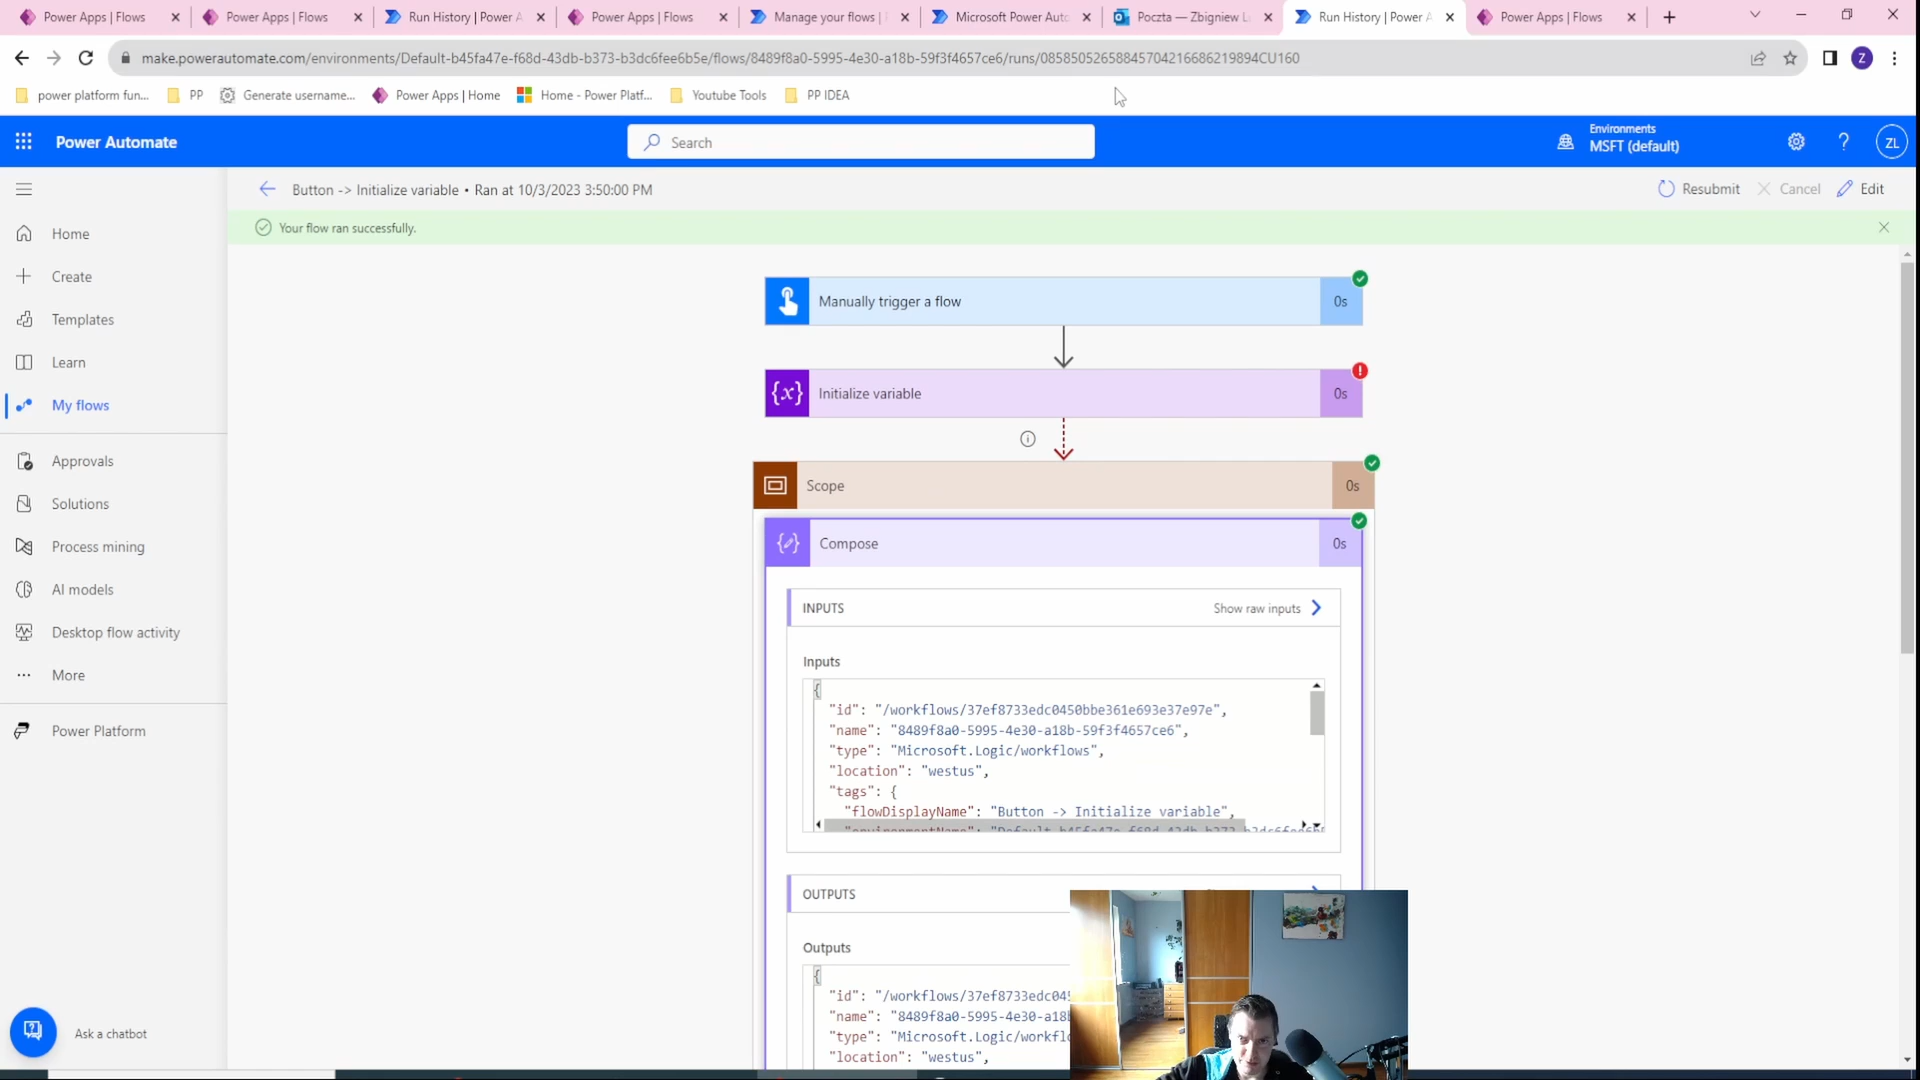 Power Apps | Flows
Power Apps | Flows
Run History | Power A
Power Apps | Flows
Manage your flows |
Microsoft Power Auto
Poczta — Zbigniew L
Run History | Power A
Power Apps | Flows
make.powerautomate.com/environments/Default-b45fa47e-f68d-43db-b373-b3dc6fee6b5e/flows/8489f8a0-5995-4e30-a18b-59f3f4657ce6/runs/08585052658845704216686219894CU160
Z
power platform fun...
PP
Generate username...
Power Apps | Home
Home - Power Platf...
Youtube Tools
PP IDEA
Power Automate
Search
Environments
MSFT (default)
?
ZL
Button -> Initialize variable • Ran at 10/3/2023 3:50:00 PM
Resubmit
Cancel
Edit
Your flow ran successfully.
Home
Create
Templates
Learn
My flows
Approvals
Solutions
Process mining
AI models
Desktop flow activity
More
Power Platform
Ask a chatbot
Manually trigger a flow
0s
{x}
Initialize variable
0s
Scope
0s
Compose
0s
INPUTS
Show raw inputs
Inputs
{
"id": "/workflows/37ef8733edc0450bbe361e693e37e97e",
"name": "8489f8a0-5995-4e30-a18b-59f3f4657ce6",
"type": "Microsoft.Logic/workflows",
"location": "westus",
"tags": {
"flowDisplayName": "Button -> Initialize variable",
OUTPUTS
Outputs
{
"id": "/workflows/37ef8733edc045
"name": "8489f8a0-5995-4e30-a18b
"type": "Microsoft.Logic/workflo
"location": "westus",